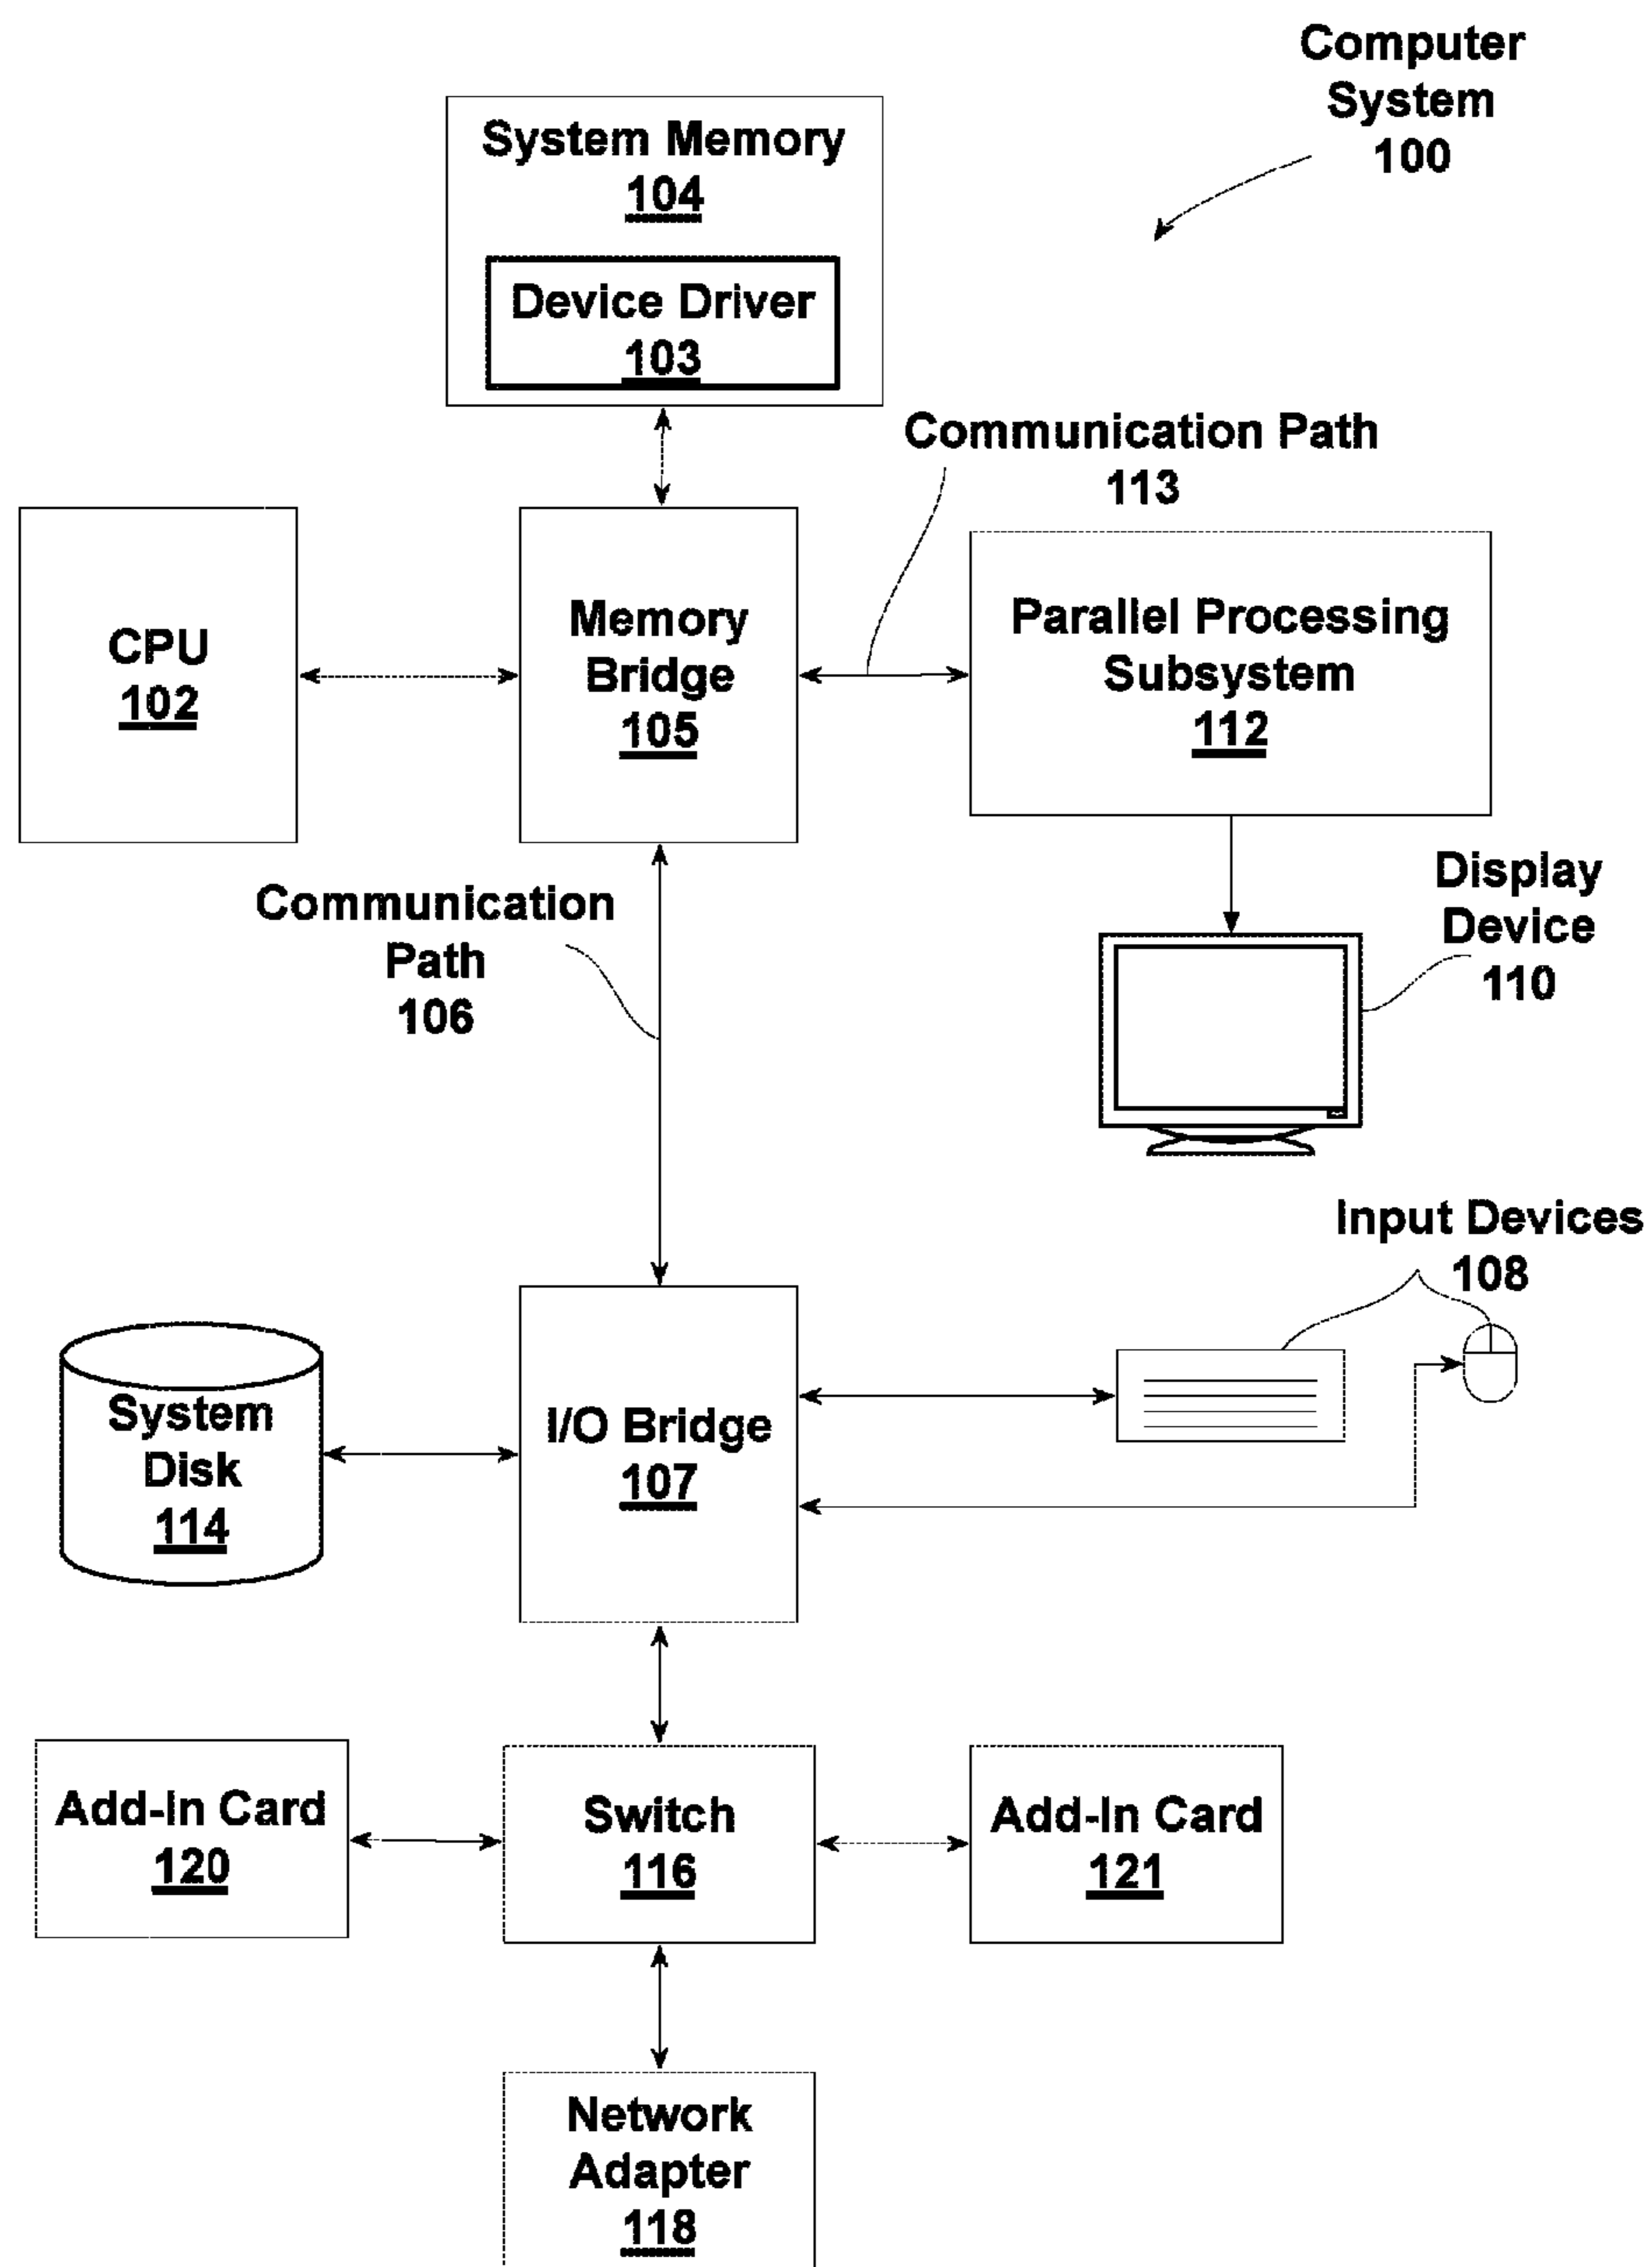 Computer
System
100
System Memory
104
Device Driver
103
Communication Path
113
CPU
102
Memory
Bridge
105
Parallel Processing
Subsystem
112
Communication
Path
106
Display
Device
110
Input Devices
108
System
Disk
114
I/O Bridge
107
Add-In Card
120
Switch
116
Add-In Card
121
Network
Adapter
118